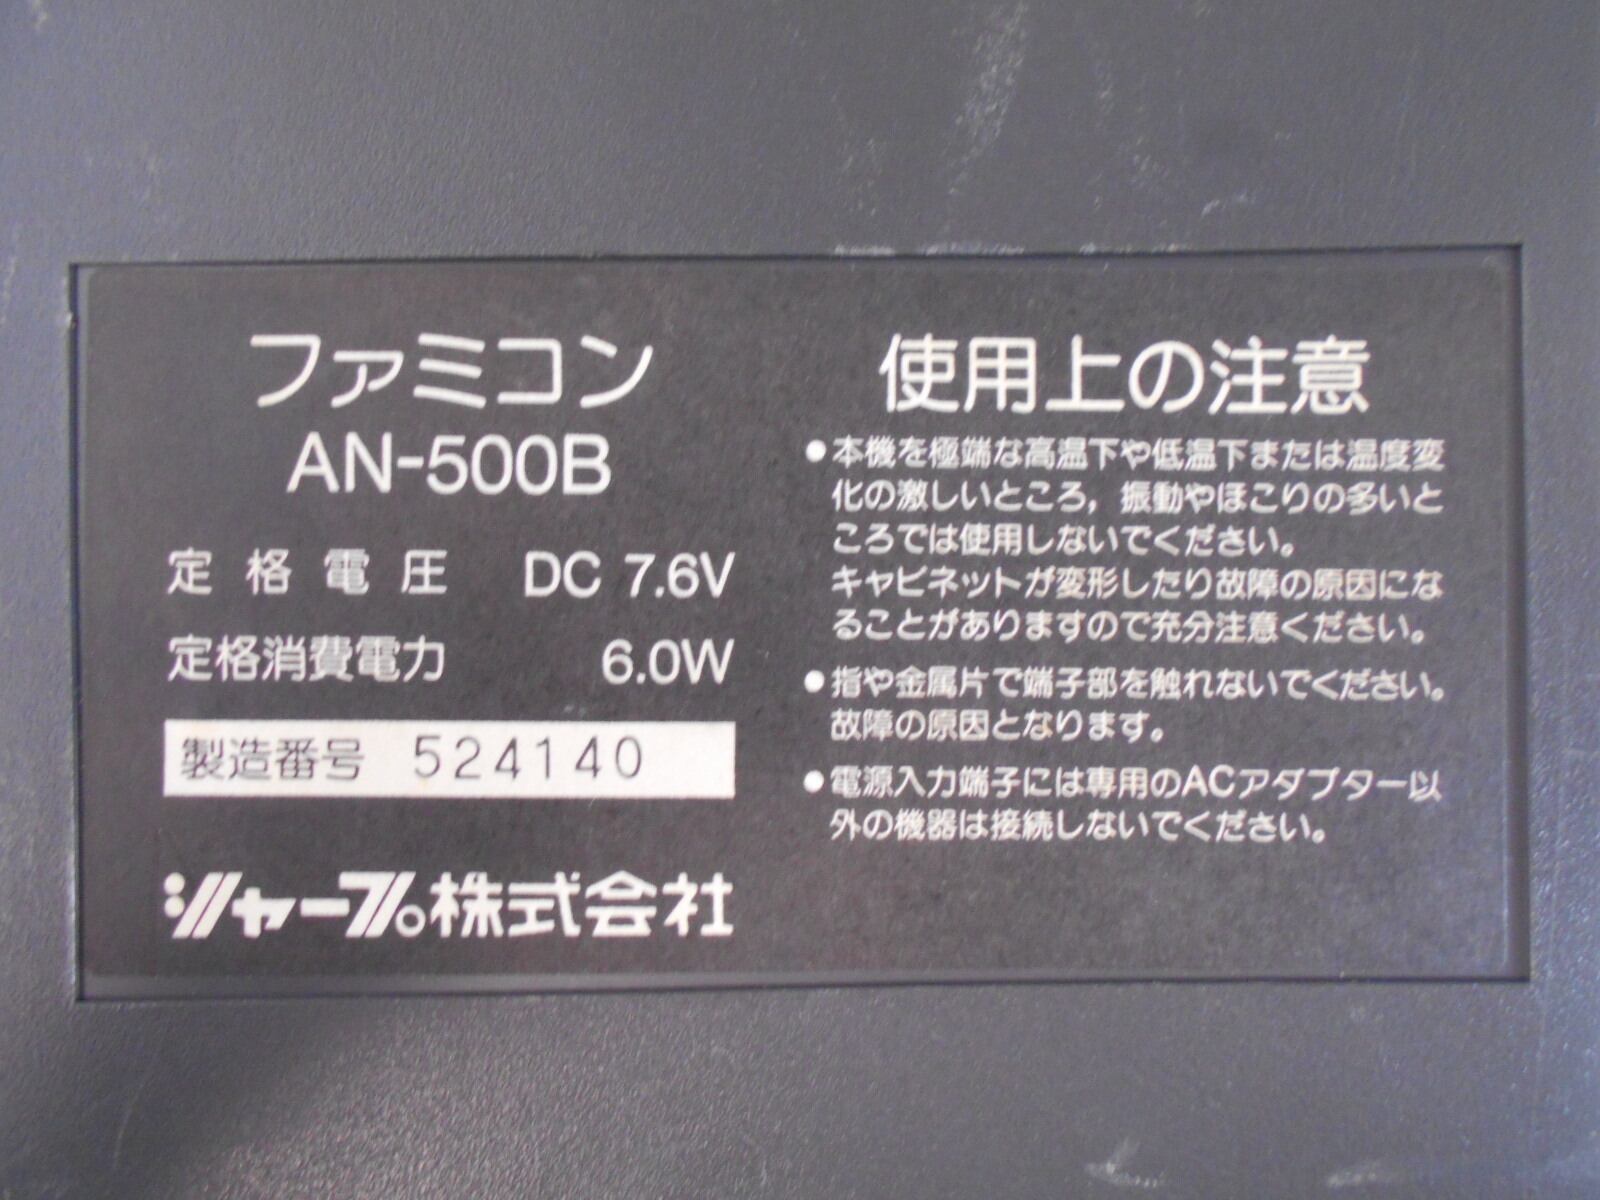 ファミコン
AN-500B
定格電圧 DC 7.6V
定格消費電力 6.0W
製造番号 524140
シャープ株式会社
使用上の注意
●本機を極端な高温下や低温下または温度変
化の激しいところ，振動やほこりの多いと
ころでは使用しないでください。
キャビネットが変形したり故障の原因にな
ることがありますので充分注意ください。
●指や金属片で端子部を触れないでください。
故障の原因となります。
●電源入力端子には専用のACアダプター以
外の機器は接続しないでください。